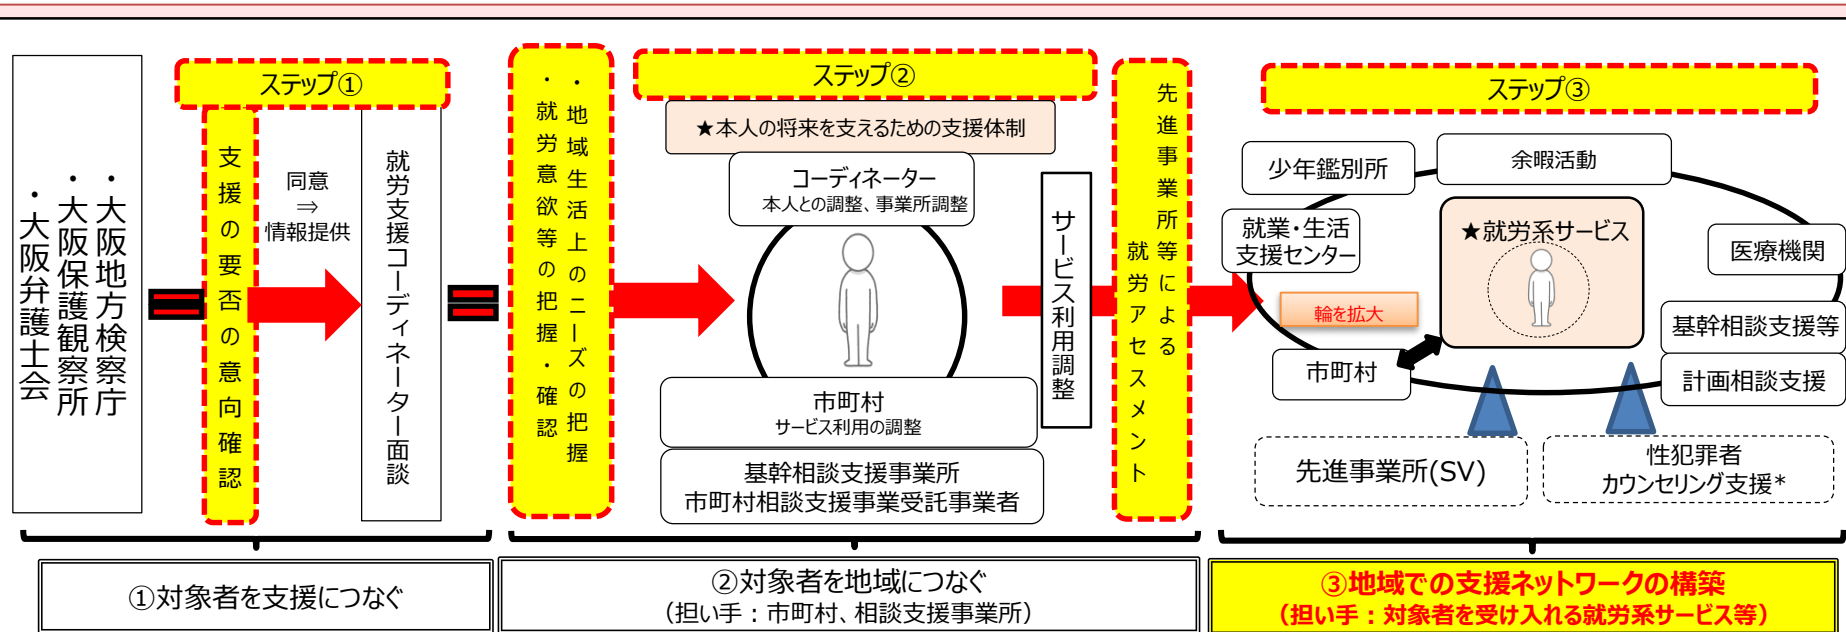 ・大阪地方検察庁
・大阪保護観察所
・大阪弁護士会
ステップ①
支援の要否の意向確認
同意
⇒
情報提供
就労支援コーディネーター面談
・地域生活上のニーズの把握
・就労意欲等の把握・確認
ステップ②
★本人の将来を支えるための支援体制
コーディネーター
本人との調整、事業所調整
市町村
サービス利用の調整
基幹相談支援事業所
市町村相談支援事業受託事業者
サービス利用調整
先進事業所等による
就労アセスメント
ステップ③
少年鑑別所
余暇活動
就業・生活
支援センター
★就労系サービス
医療機関
輪を拡大
基幹相談支援等
市町村
計画相談支援
先進事業所(SV)
性犯罪者
カウンセリング支援*
①対象者を支援につなぐ
②対象者を地域につなぐ
（担い手：市町村、相談支援事業所）
③地域での支援ネットワークの構築
（担い手：対象者を受け入れる就労系サービス等）